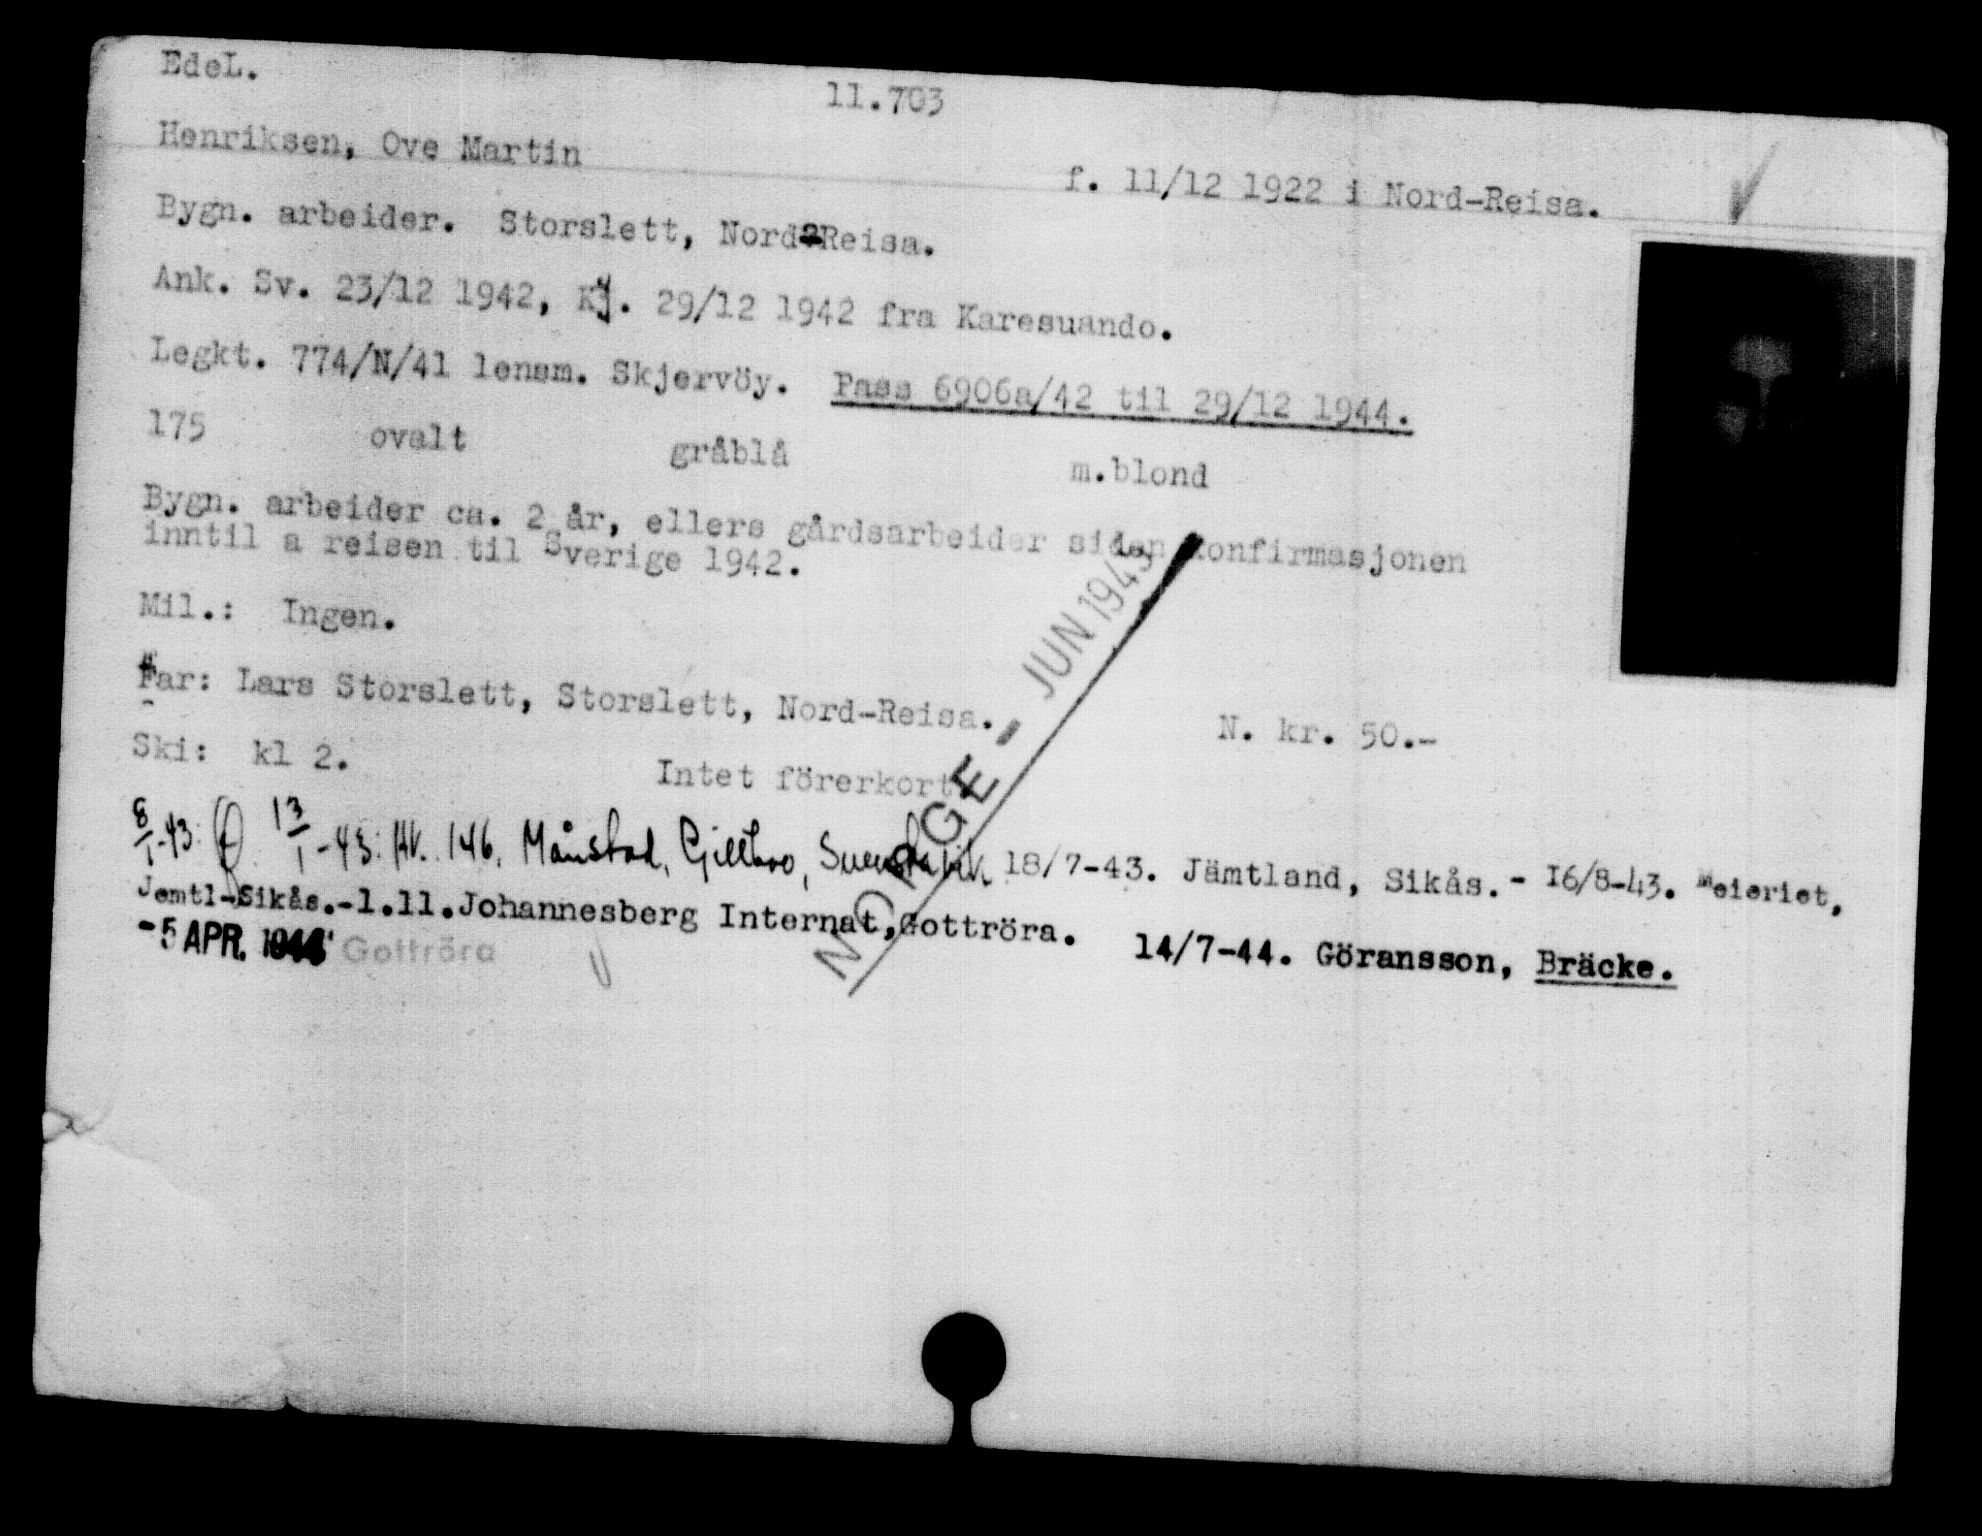 EdeL.
11.703
Henriksen, Ove Martin
f. 11/12 1922 i Nord-Reisa.
Bygn. arbeider. Storslett, Nord-Reisa.
Ank. Sv. 23/12 1942, Kj. 29/12 1942 fra Karesuando.
Legkt. 774/N/41 lensm. Skjervöy. Pass 6906a/42 til 29/12 1944.
175 ovalt gråblå m.blond
Bygn. arbeider ca. 2 år, ellers gårdsarbeider siden konfirmasjonen
inntil a reisen til Sverige 1942.
Mil.: Ingen.
Far: Lars Storslett, Storslett, Nord-Reisa.
N. kr. 50.-
Ski: kl 2. Intet förerkort
NORGE - JUN 1945
8/1-43: 13/1-43: AV. 146, Månstad, Gilltroo, 18/7-43. Jämtland, Sikås.- 16/8-43. Meieriet,
Jemtl-Sikås.-1.11.Johannesberg Internat,Gottröra. 14/7-44. Göransson, Bräcke.
-5 APR. 1944 Gottröra